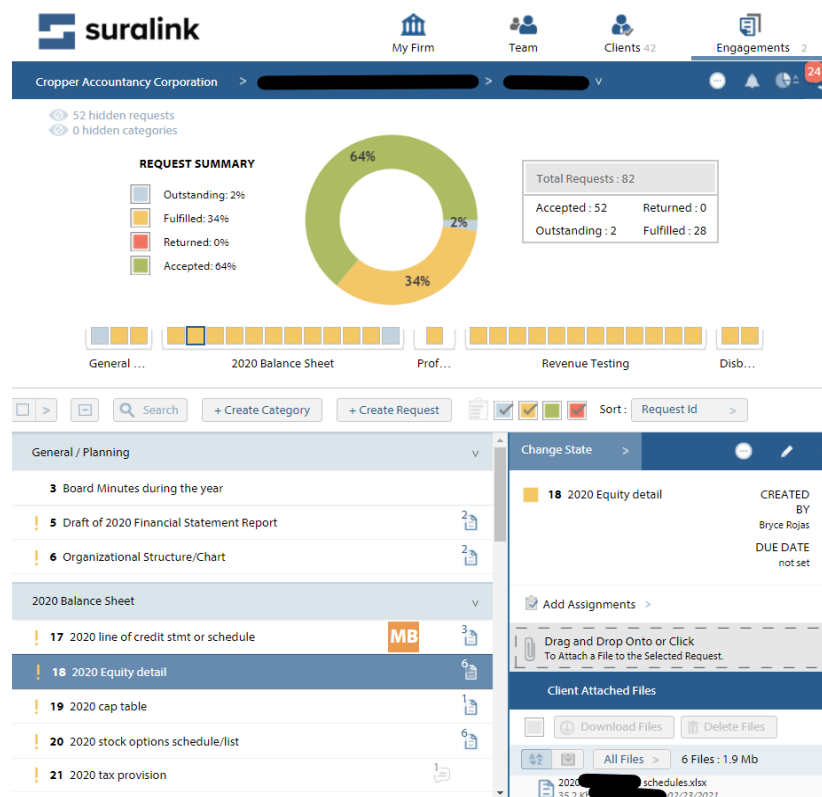 suralink
My Firm
Team
Clients 42
Engagements 2
Cropper Accountancy Corporation > > v
24
52 hidden requests
0 hidden categories
REQUEST SUMMARY
Outstanding: 2%
Fulfilled: 34%
Returned: 0%
Accepted: 64%
64%
2%
34%
Total Requests : 82
Accepted : 52 Returned : 0
Outstanding : 2 Fulfilled : 28
General ...
2020 Balance Sheet
Prof...
Revenue Testing
Disb...
>
Search
+ Create Category
+ Create Request
Sort :
Request Id >
General / Planning v
3 Board Minutes during the year
! 5 Draft of 2020 Financial Statement Report 2
! 6 Organizational Structure/Chart 2
2020 Balance Sheet v
! 17 2020 line of credit stmt or schedule MB 3
! 18 2020 Equity detail 6
! 19 2020 cap table 1
! 20 2020 stock options schedule/list 6
! 21 2020 tax provision 1
Change State >
18 2020 Equity detail
CREATED
BY
Bryce Rojas
DUE DATE
not set
Add Assignments >
Drag and Drop Onto or Click
To Attach a File to the Selected Request.
Client Attached Files
Download Files
Delete Files
All Files >
6 Files : 1.9 Mb
2020 schedules.xlsx
35.2 02/23/2021